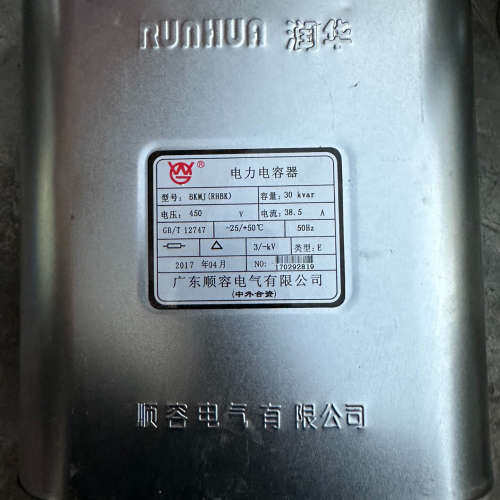 RUNHUA 润华
®
电力电容器
型号: BKMJ(RHBK) 容量: 30 kvar
电压: 450 V 电流: 38.5 A
GB/T 12747 -25/+50℃ 50Hz
3/-kV 类型: E
2017 年04月 NO: 170292819
广东顺容电气有限公司
(中外合资)
顺容电气有限公司